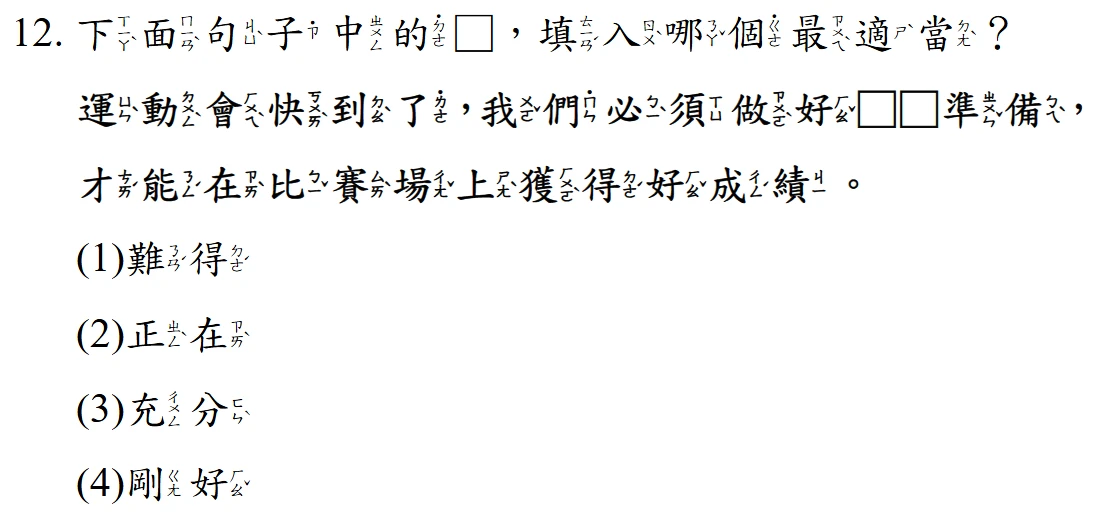 12. 下面句子中的□，填入哪個最適當？
運動會快到了，我們必須做好□□準備，
才能在比賽場上獲得好成績。
(1)難得
(2)正在
(3)充分
(4)剛好